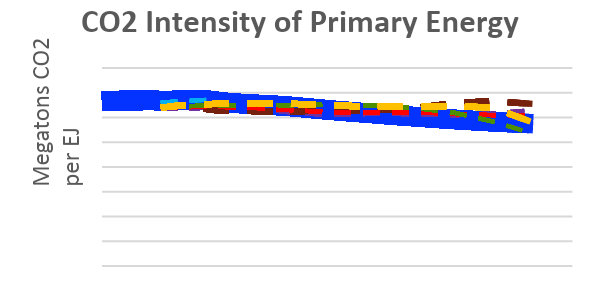 CO2 Intensity of Primary Energy
Megatons CO2
per EJ